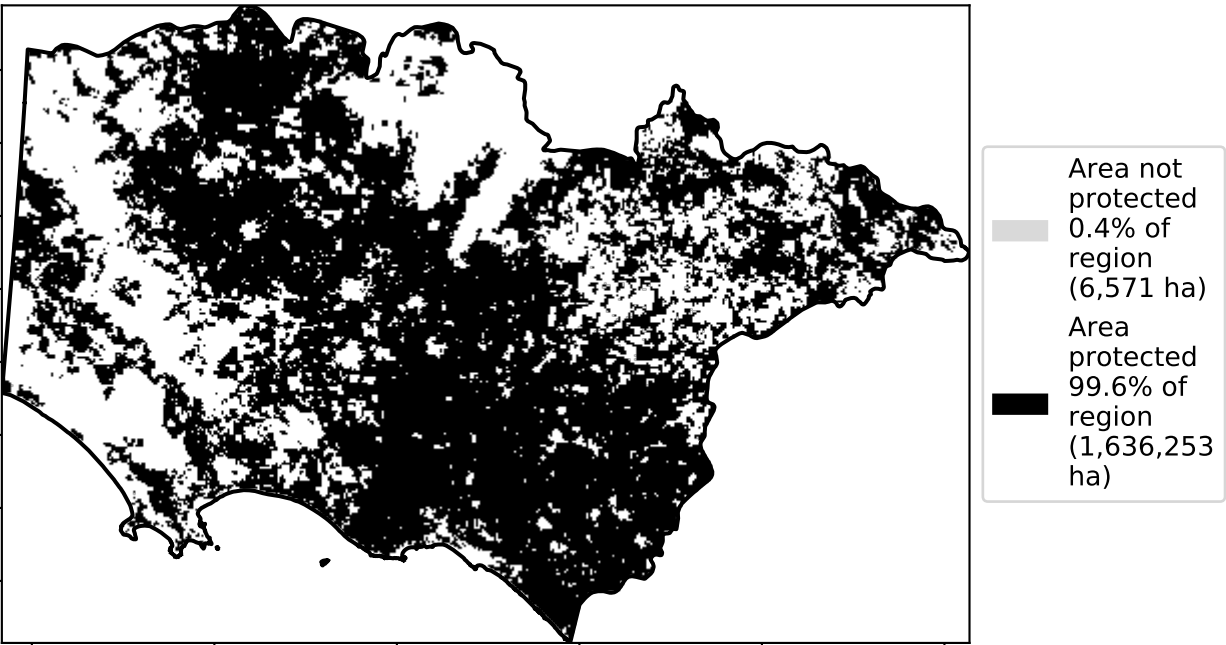 Area not
protected
0.4% of
region
(6,571 ha)
Area
protected
99.6% of
region
(1,636,253
ha)